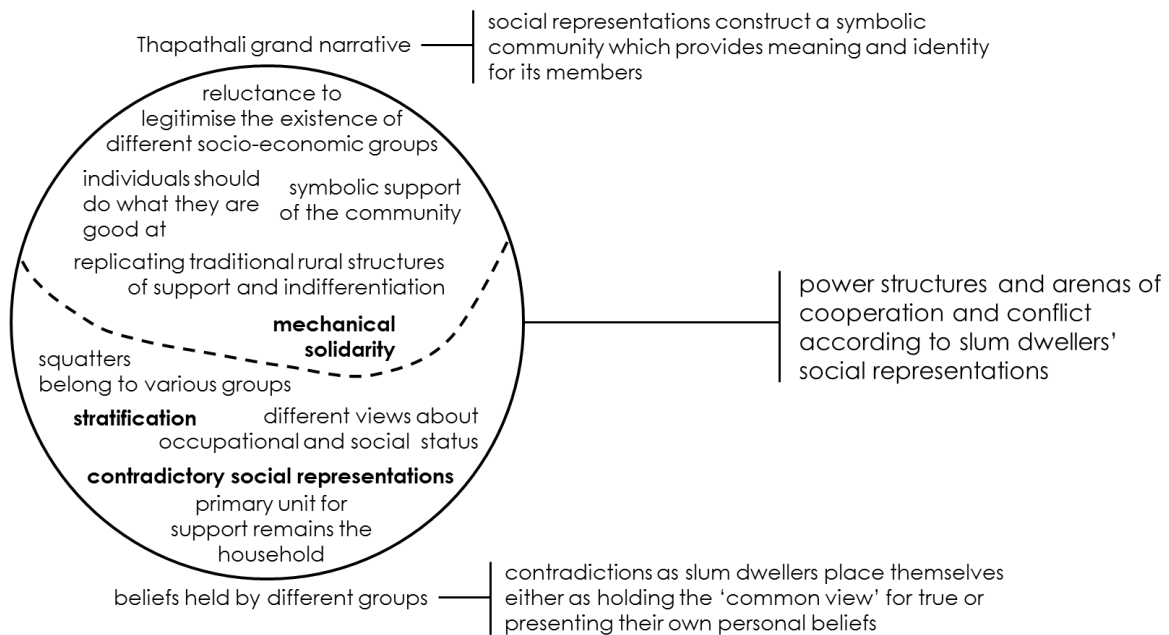 Thapathali grand narrative
social representations construct a symbolic
community which provides meaning and identity
for its members
reluctance to
legitimise the existence of
different socio-economic groups
individuals should
do what they are
good at
symbolic support
of the community
replicating traditional rural structures
of support and indifferentiation
mechanical
solidarity
power structures and arenas of
cooperation and conflict
according to slum dwellers'
social representations
squatters
belong to various groups
stratification
different views about
occupational and social status
contradictory social representations
primary unit for
support remains the
household
beliefs held by different groups
contradictions as slum dwellers place themselves
either as holding the 'common view' for true or
presenting their own personal beliefs